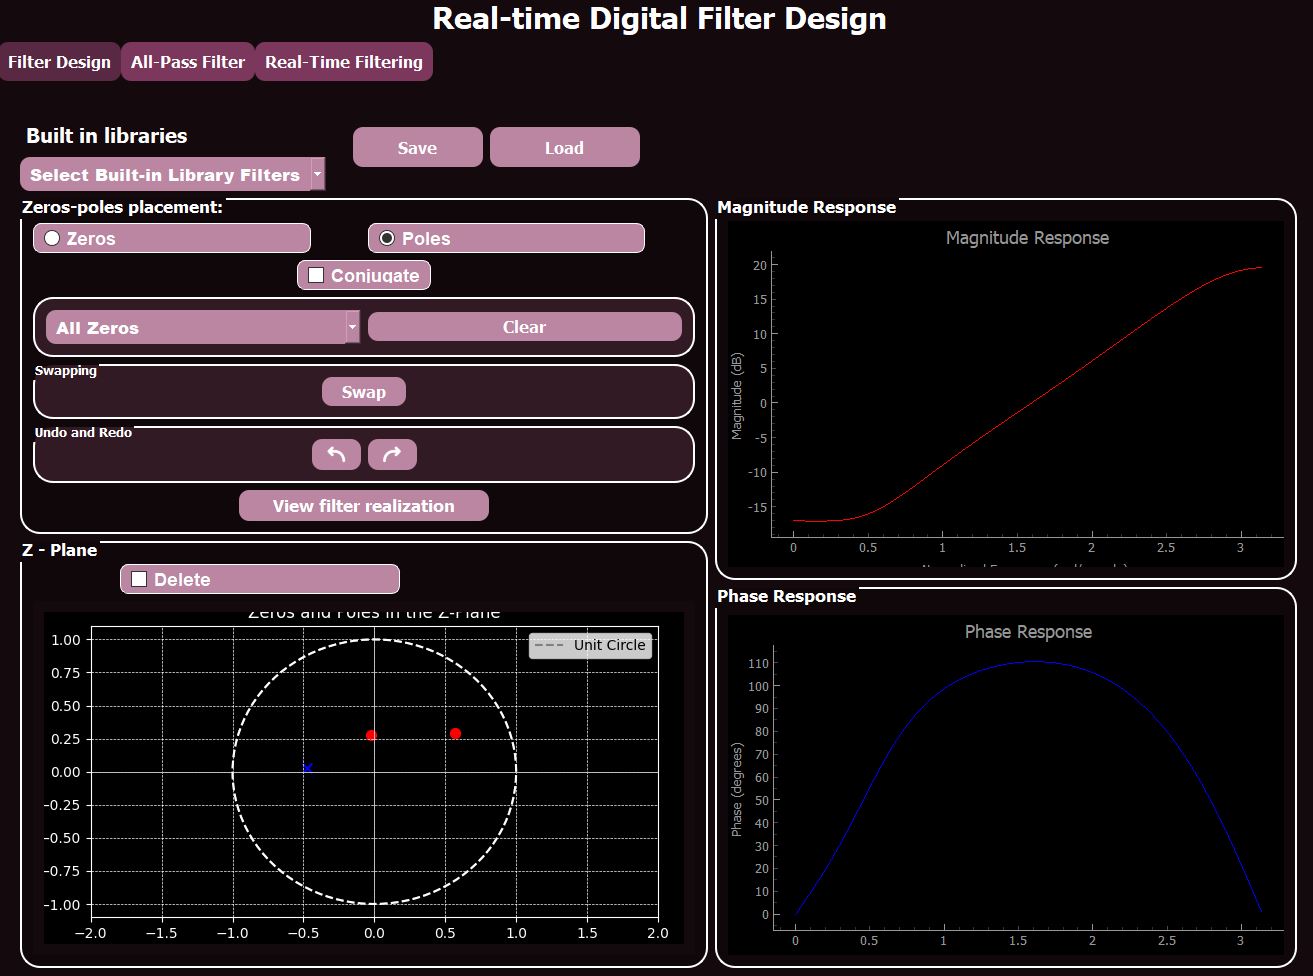 Real-time Digital Filter Design
Filter Design
All-Pass Filter
Real-Time Filtering
Built in libraries
Save
Load
Select Built-in Library Filters
Zeros-poles placement:
Zeros
Poles
Conjugate
All Zeros
Clear
Swapping
Swap
Undo and Redo
View filter realization
Z - Plane
Delete
Zeros and Poles in the Z-Plane
Unit Circle
1.00
0.75
0.50
0.25
0.00
-0.25
-0.50
-0.75
-1.00
−2.0
−1.5
−1.0
−0.5
0.0
0.5
1.0
1.5
2.0
Magnitude Response
Magnitude Response
Magnitude (dB)
20
15
10
5
0
-5
-10
-15
0
0.5
1
1.5
2
2.5
3
Phase Response
Phase Response
Phase (degrees)
110
100
90
80
70
60
50
40
30
20
10
0
0
0.5
1
1.5
2
2.5
3